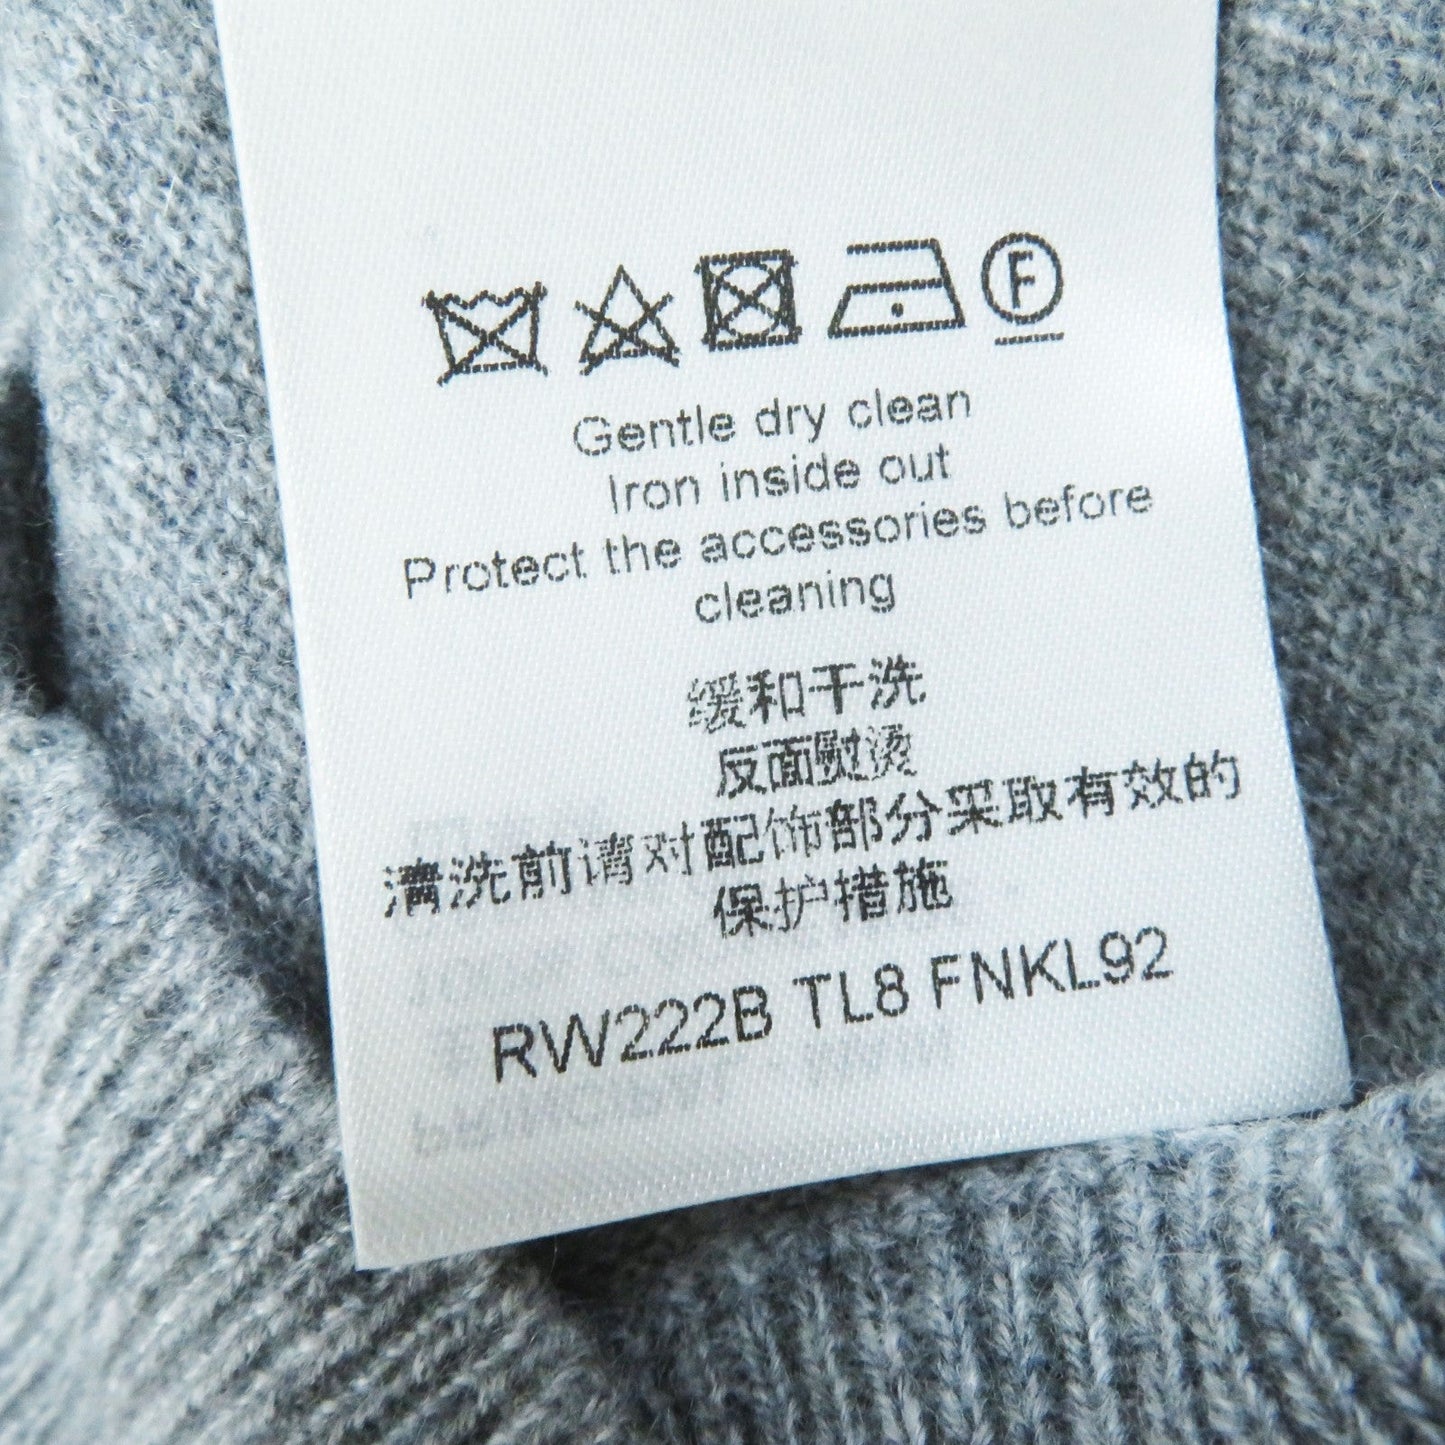 F
Gentle dry clean
Iron inside out
Protect the accessories before
cleaning
缓和干洗
反面熨烫
清洗前请对配饰部分采取有效的
保护措施
RW222B TL8 FNKL92